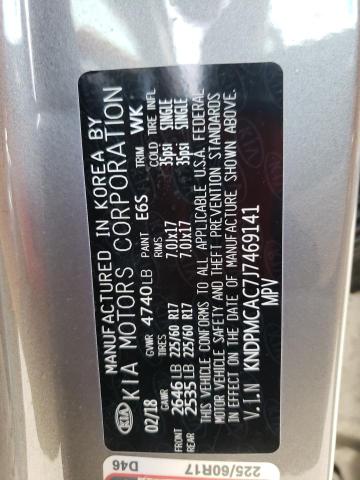 MANUFACTURED IN KOREA BY
KIA MOTORS CORPORATION
KIA
02/18 GVWR 4740 LB PAINT E6S TRIM WK
GAWR TIRES RIMS COLD TIRE INFL
FRONT 2646 LB 225/60 R17 7.0Jx17 35psi SINGLE
REAR 2535 LB 225/60 R17 7.0Jx17 35psi SINGLE
THIS VEHICLE CONFORMS TO ALL APPLICABLE U.S.A. FEDERAL
MOTOR VEHICLE SAFETY AND THEFT PREVENTION STANDARDS
IN EFFECT ON THE DATE OF MANUFACTURE SHOWN ABOVE.
V.I.N KNDPMCAC7J7469141
MPV
D46 225/60R17